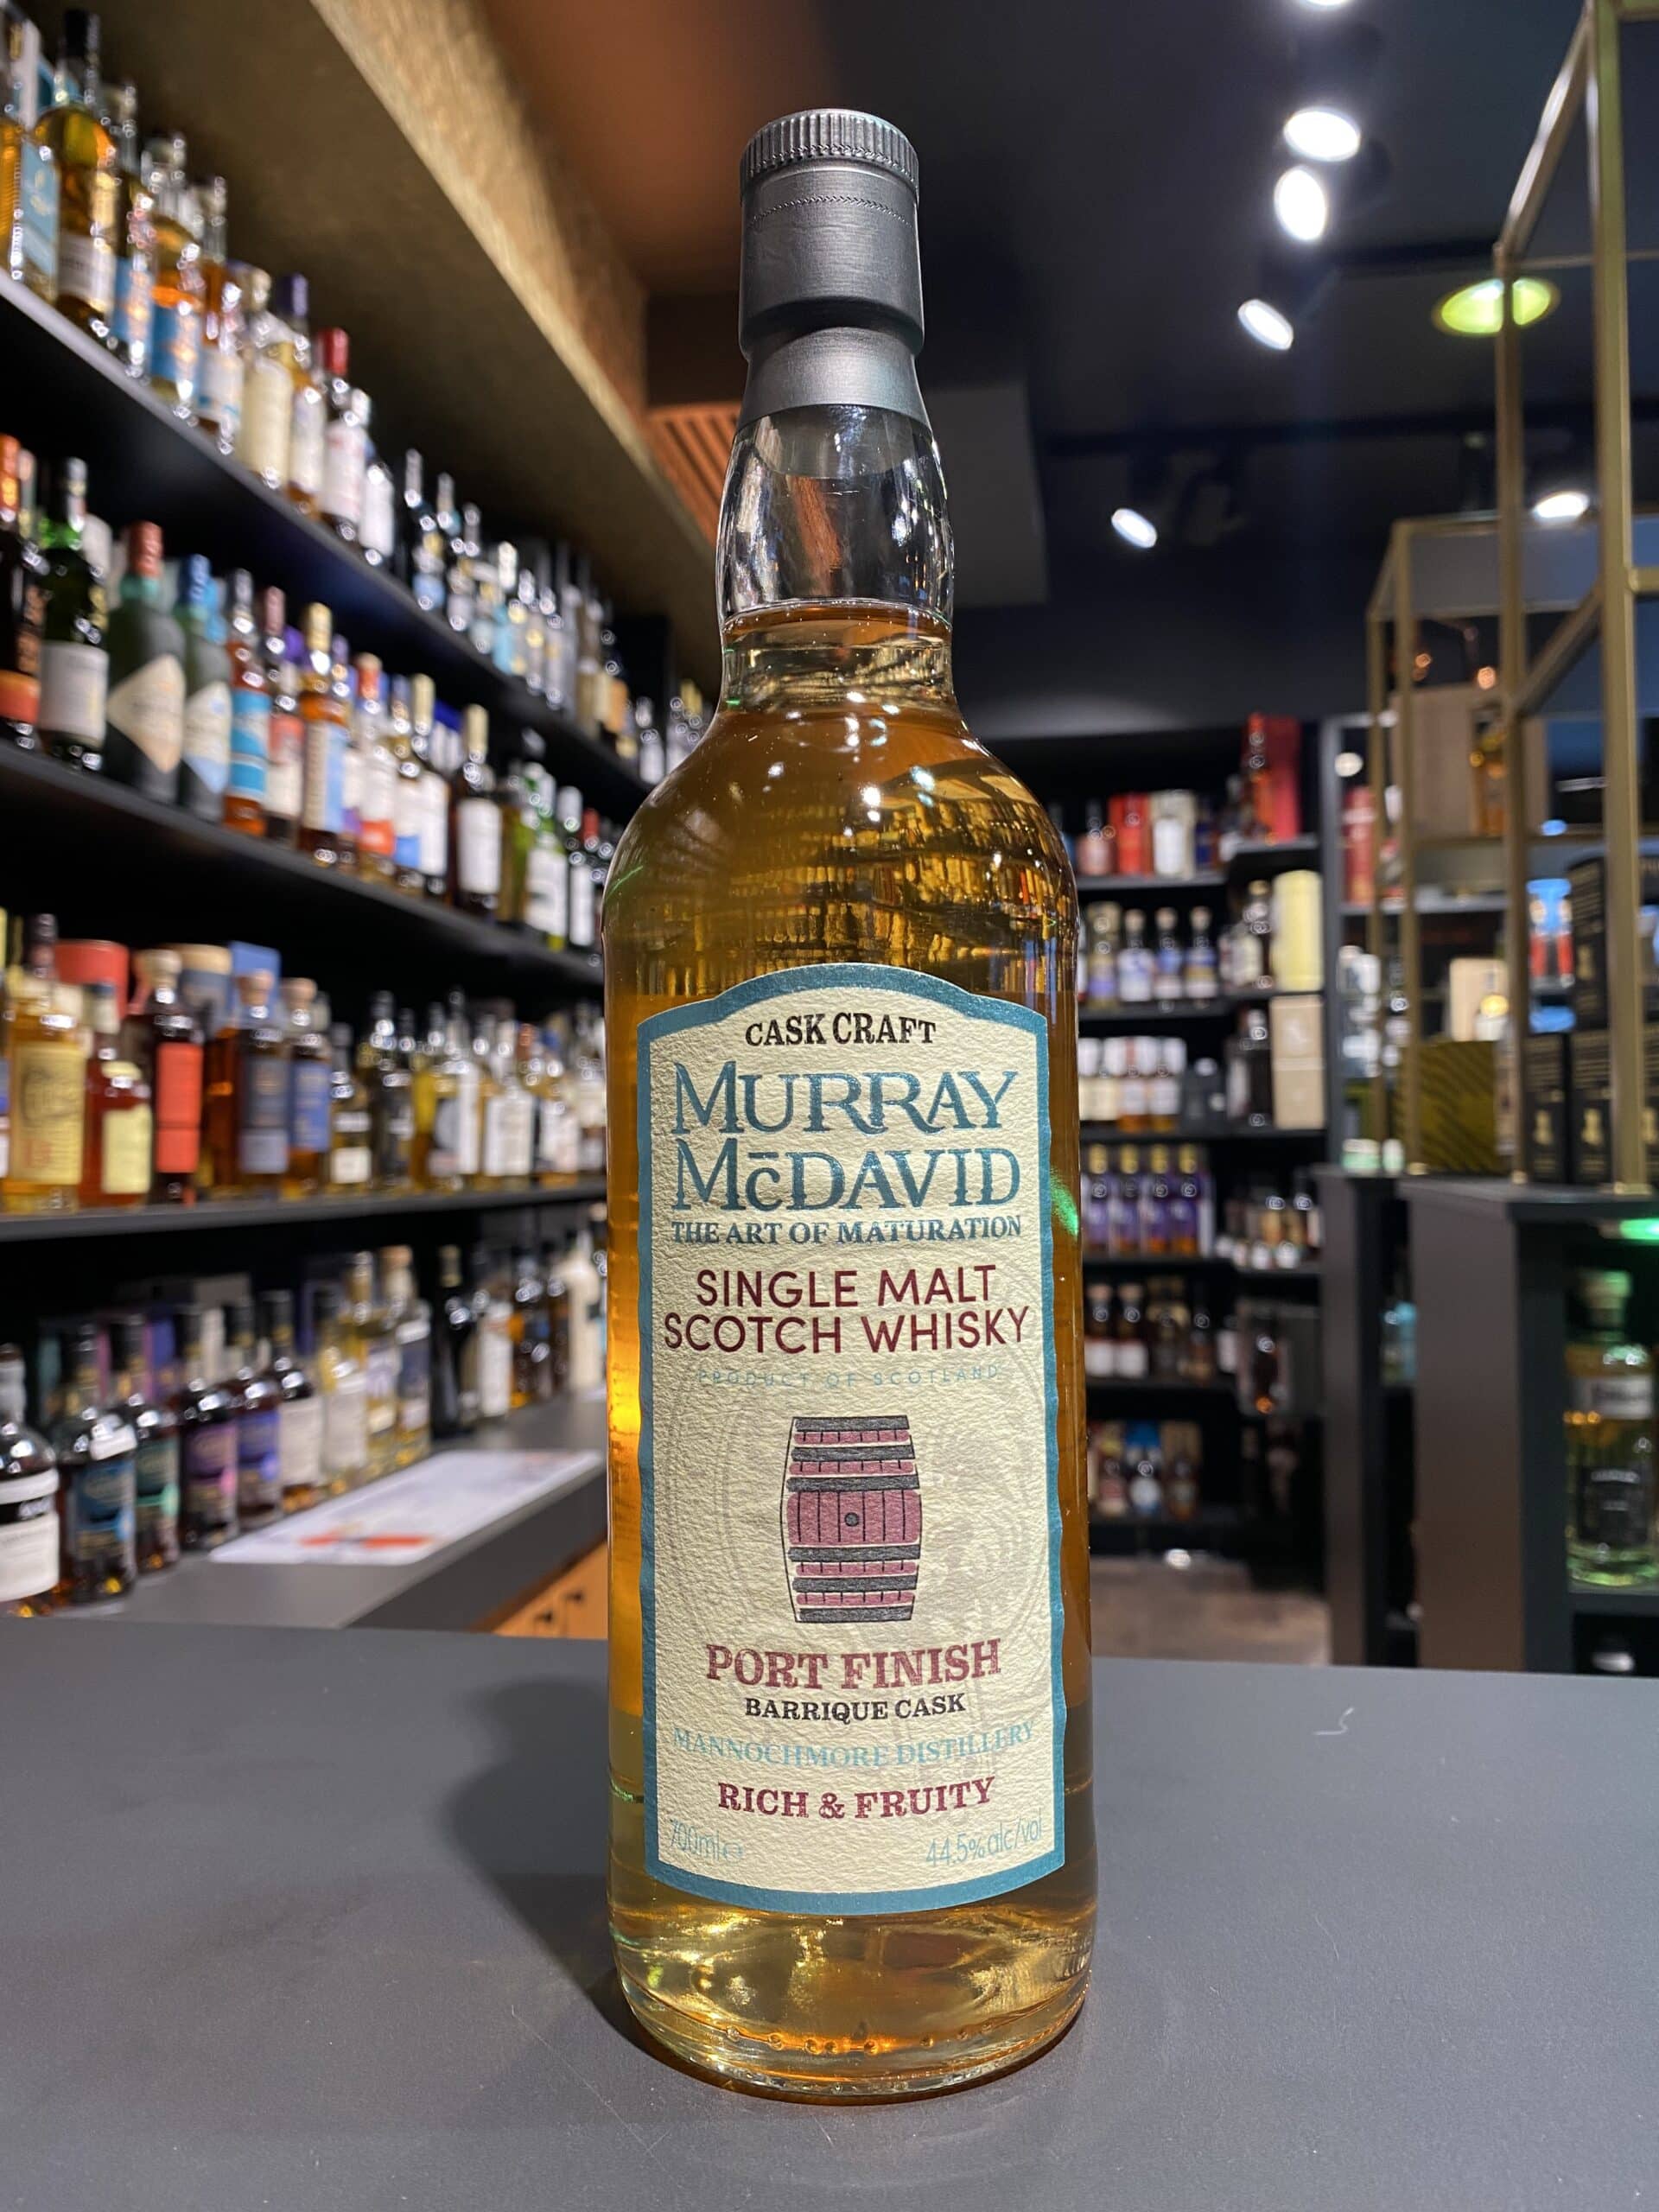 CASK CRAFT
MURRAY
McDAVID
THE ART OF MATURATION
SINGLE MALT
SCOTCH WHISKY
PRODUCT OF SCOTLAND
PORT FINISH
BARRIQUE CASK
MANNOCHMORE DISTILLERY
RICH & FRUITY
700ml℮ 44.5%alc/vol